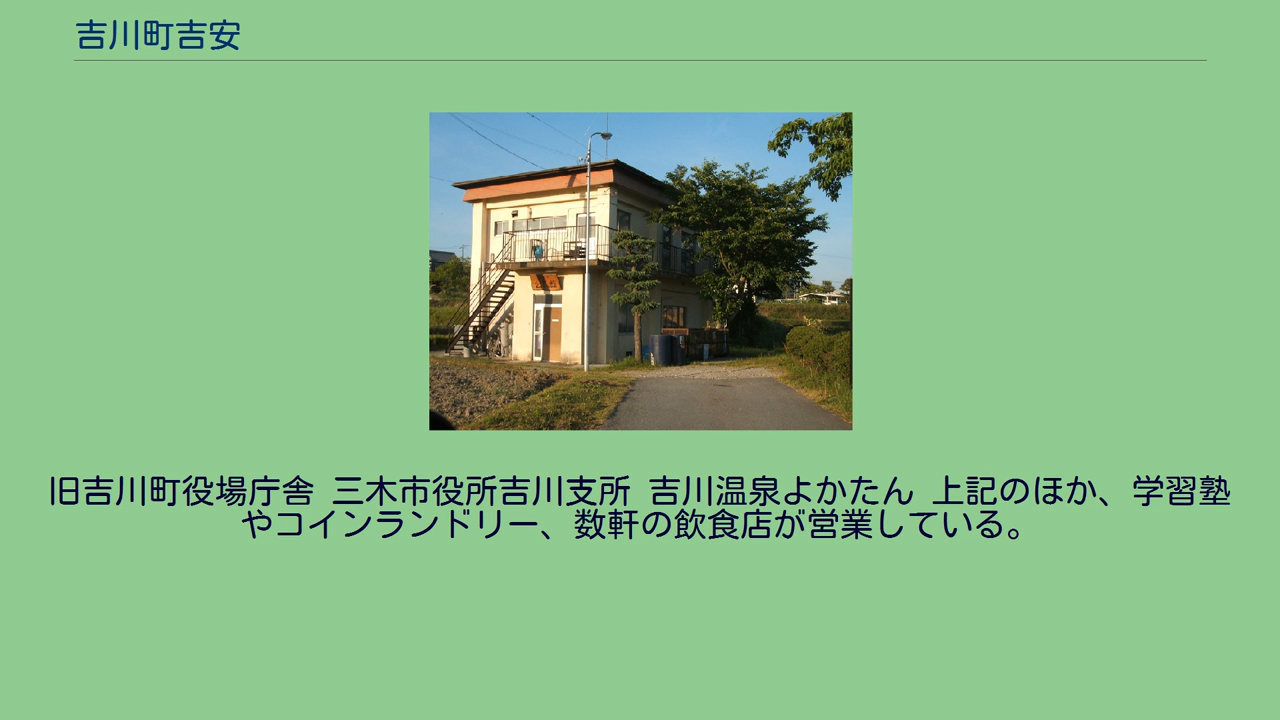 吉川町吉安
旧吉川町役場庁舎 三木市役所吉川支所 吉川温泉よかたん 上記のほか、学習塾
やコインランドリー、数軒の飲食店が営業している。